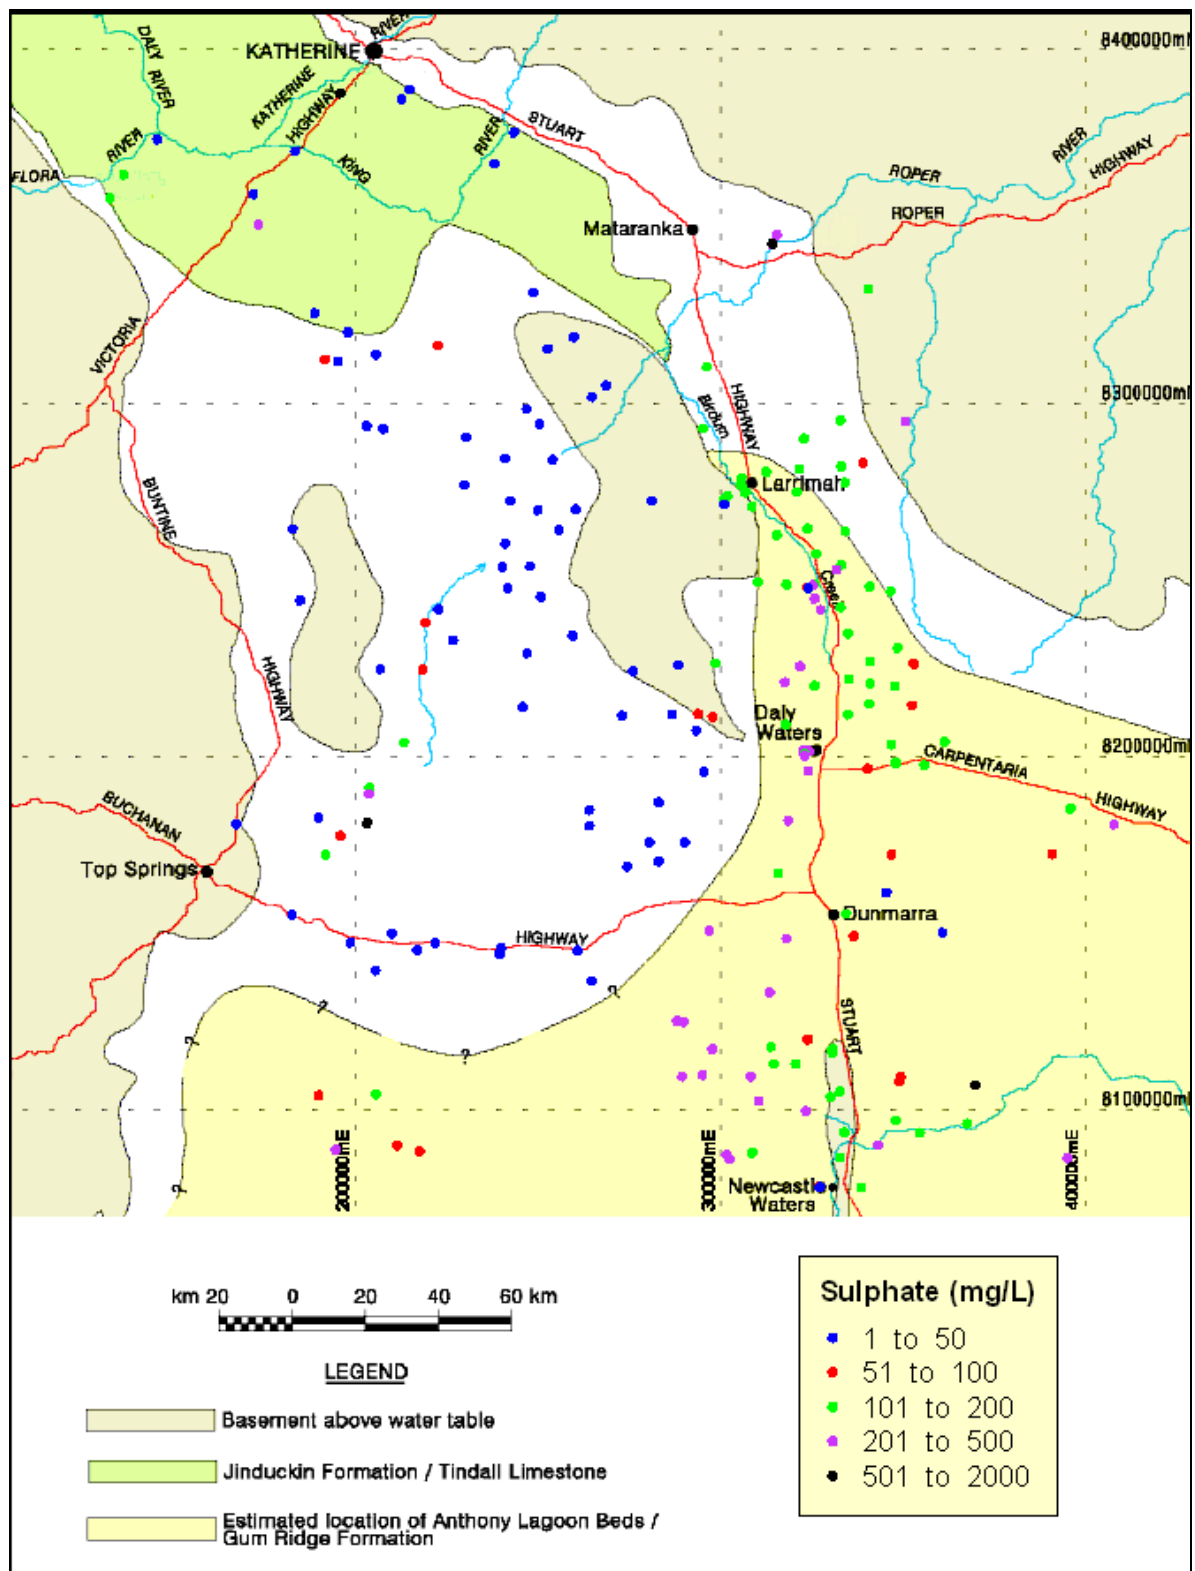 RIVER
8400000mN
KATHERINE
DALY
RIVER
KATHERINE
HIGHWAY
STUART
RIVER
RIVER
HIGHWAY
RIVER
KING
FLORA
ROPER
ROPER
Mataranka
VICTORIA
8300000mN
HIGHWAY
Birdum
Larrimah
BUNTINE
Creek
HIGHWAY
Daly
Waters
8200000mN
CARPENTARIA
HIGHWAY
BUCHANAN
Top Springs
Dunmarra
HIGHWAY
?
?
STUART
?
?
8100000mN
200000mE
300000mE
400000mE
?
Newcastle
Waters
km 20 0 20 40 60 km
LEGEND
Basement above water table
Jinduckin Formation / Tindall Limestone
Estimated location of Anthony Lagoon Beds /
Gum Ridge Formation
Sulphate (mg/L)
1 to 50
51 to 100
101 to 200
201 to 500
501 to 2000